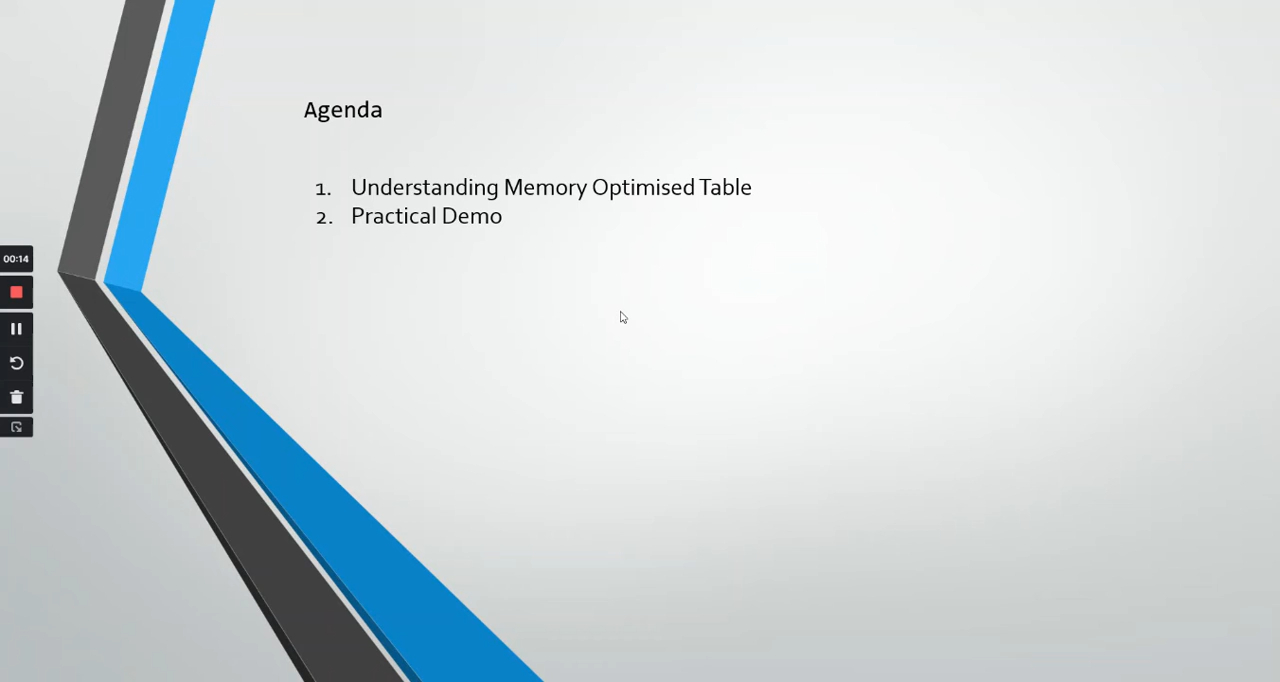 Agenda
1. Understanding Memory Optimised Table
2. Practical Demo
00:14